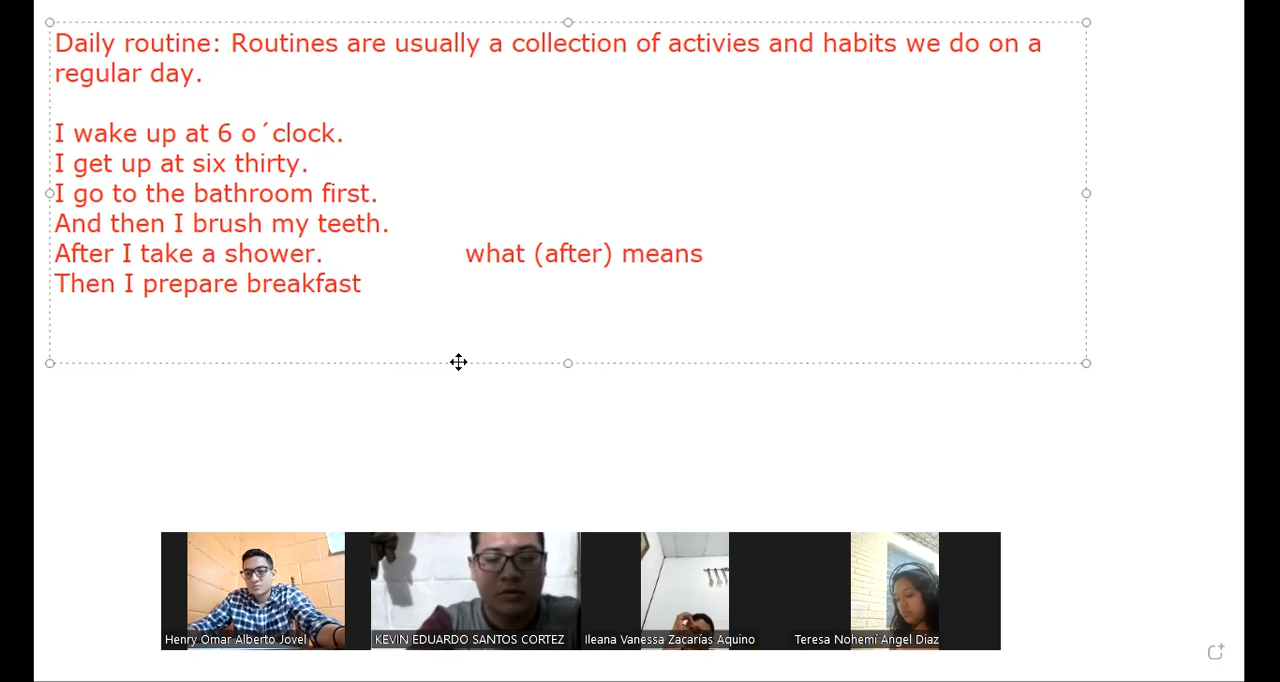 Daily routine: Routines are usually a collection of activies and habits we do on a
regular day.
I wake up at 6 o´clock.
I get up at six thirty.
I go to the bathroom first.
And then I brush my teeth.
After I take a shower. what (after) means
Then I prepare breakfast
Henry Omar Alberto Jovel
KEVIN EDUARDO SANTOS CORTEZ
Ileana Vanessa Zacarías Aquino
Teresa Nohemí Angel Diaz